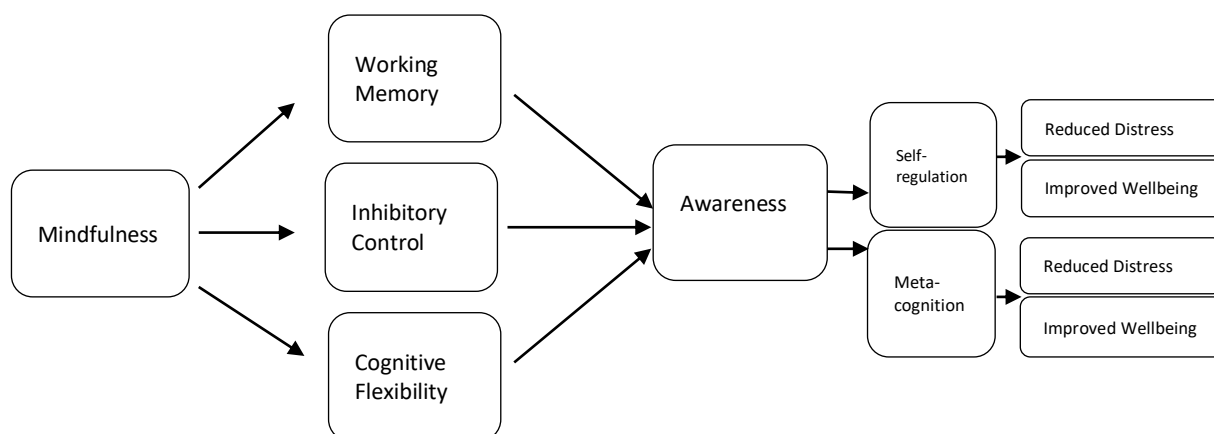 Mindfulness
Working
Memory
Inhibitory
Control
Cognitive
Flexibility
Awareness
Self-
regulation
Meta-
cognition
Reduced Distress
Improved Wellbeing
Reduced Distress
Improved Wellbeing